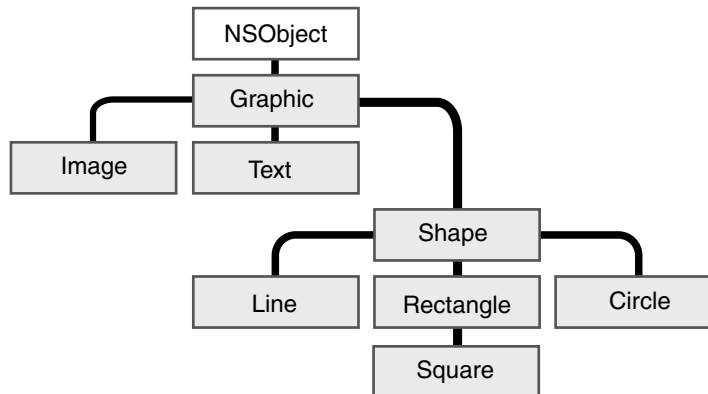 NSObject
Graphic
Image
Text
Shape
Line
Rectangle
Circle
Square